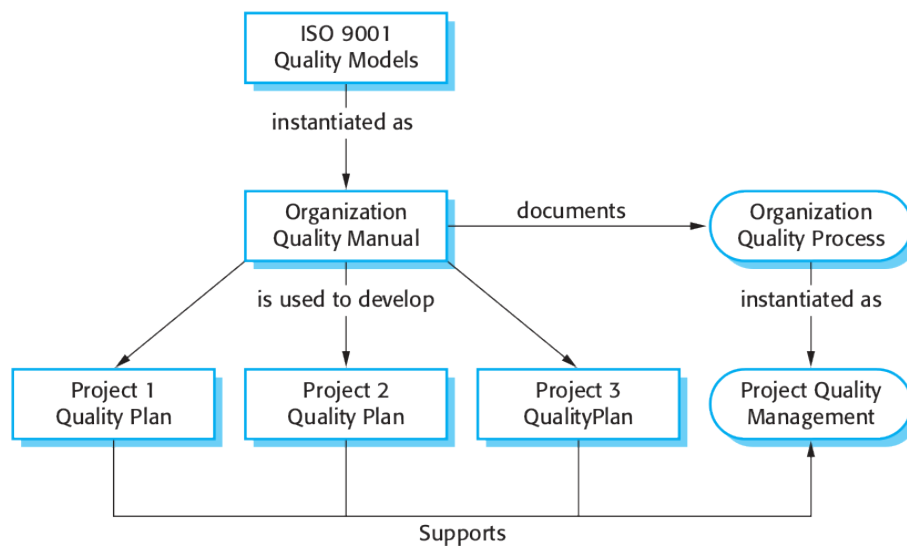 ISO 9001
Quality Models
instantiated as
Organization
Quality Manual
documents
Organization
Quality Process
is used to develop
instantiated as
Project 1
Quality Plan
Project 2
Quality Plan
Project 3
QualityPlan
Project Quality
Management
Supports